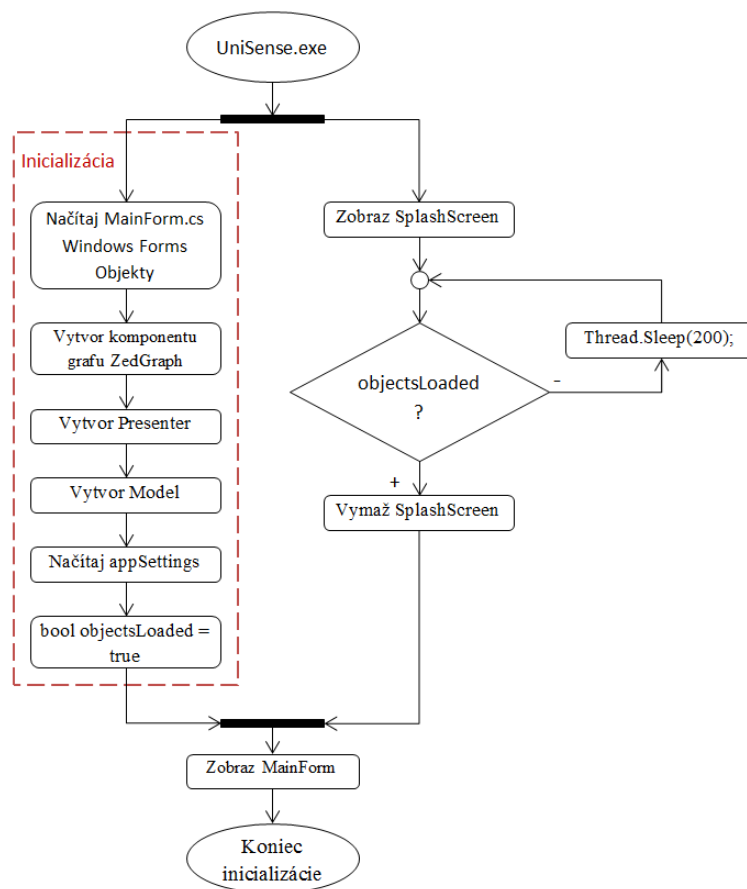 UniSense.exe
Inicializácia
Načítaj MainForm.cs
Windows Forms
Objekty
Vytvor komponentu
grafu ZedGraph
Vytvor Presenter
Vytvor Model
Načítaj appSettings
bool objectsLoaded =
true
Zobraz SplashScreen
objectsLoaded
?
-
Thread.Sleep(200);
+
Vymaž SplashScreen
Zobraz MainForm
Koniec
inicializácie